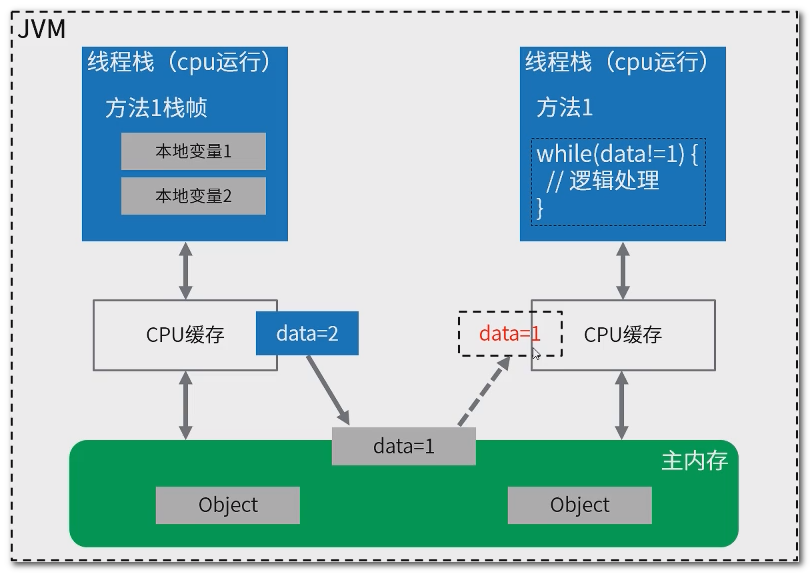 JVM
线程栈（cpu运行）
方法1栈帧
本地变量1
本地变量2
线程栈（cpu运行）
方法1
while(data!=1) {
// 逻辑处理
}
CPU缓存
data=2
data=1
CPU缓存
data=1
主内存
Object
Object